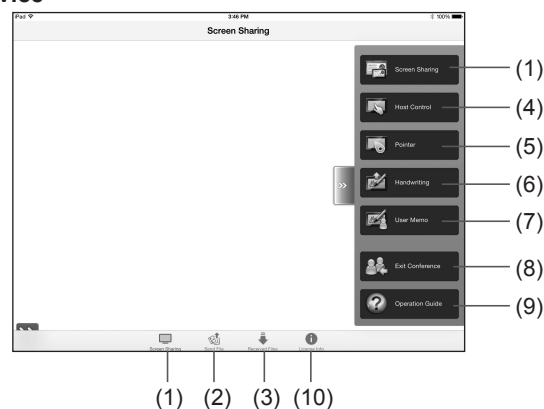 iPad 3:46 PM 100%
Screen Sharing
Screen Sharing (1)
Host Control (4)
Pointer (5)
>>
Handwriting (6)
User Memo (7)
Exit Conference (8)
? Operation Guide (9)
Screen Sharing Send File Received Files License Info
(1) (2) (3) (10)